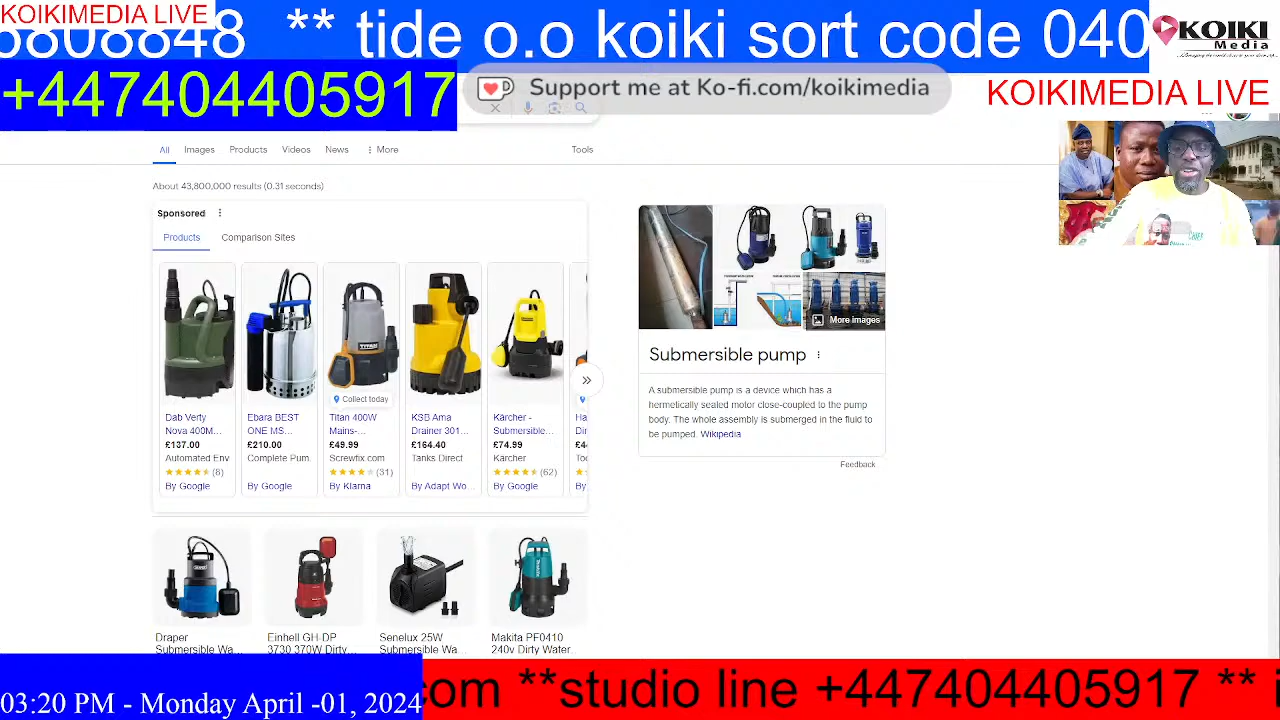 KOIKIMEDIA LIVE
** tide o.o koiki sort code 040
KOIKI
Media
+447404405917
Support me at Ko-fi.com/koikimedia
KOIKIMEDIA LIVE
All Images Products Videos News More Tools
About 43,800,000 results (0.31 seconds)
Sponsored
Products Comparison Sites
Dab Verty
Nova 400M...
£137.00
Automated Env
(8)
By Google
Ebara BEST
ONE MS...
£210.00
Complete Pum.
By Google
Collect today
Titan 400W
Mains-...
£49.99
Screwfix.com
(31)
By Klarna
KSB Ama
Drainer 301...
£164.40
Tanks Direct
By Adapt Wo...
Kärcher -
Submersible...
£74.99
Kärcher
(62)
By Google
More images
Submersible pump
A submersible pump is a device which has a
hermetically sealed motor close-coupled to the pump
body. The whole assembly is submerged in the fluid to
be pumped. Wikipedia
Feedback
Draper
Submersible Wa...
Einhell GH-DP
3730 370W Dirty...
Senelux 25W
Submersible Wa...
Makita PF0410
240v Dirty Water...
03:20 PM - Monday April -01, 2024
.com **studio line +447404405917 **